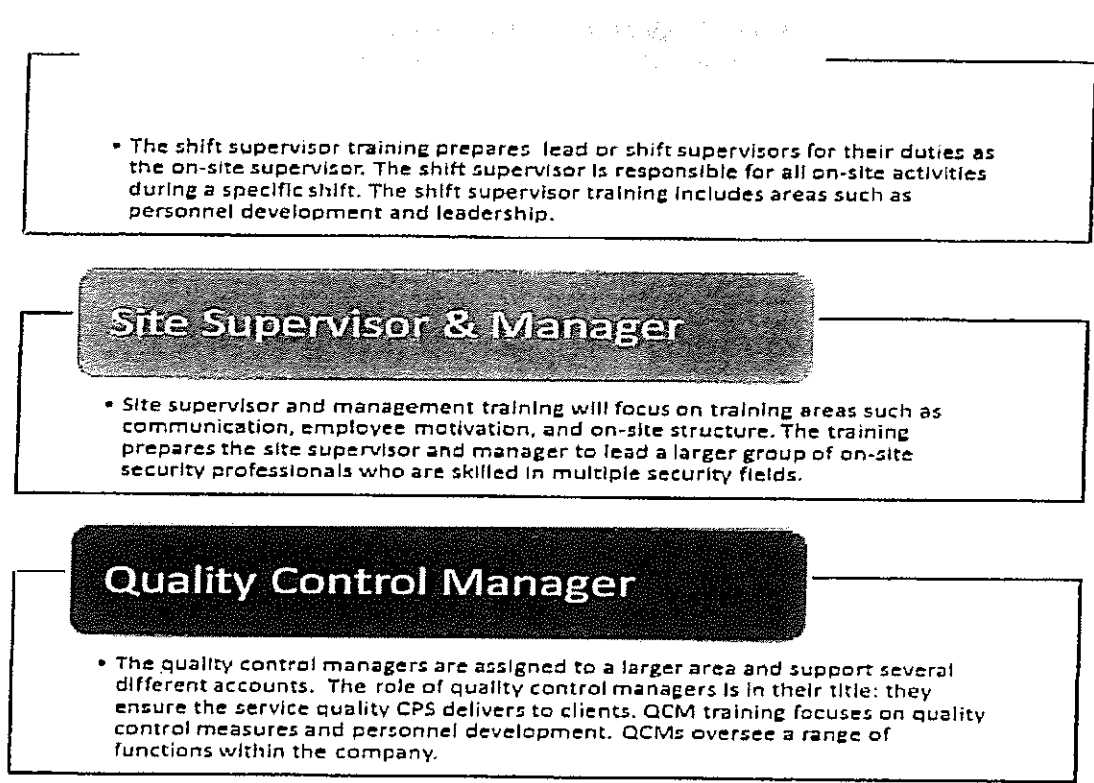 • The shift supervisor training prepares lead or shift supervisors for their duties as
the on-site supervisor. The shift supervisor is responsible for all on-site activities
during a specific shift. The shift supervisor training includes areas such as
personnel development and leadership.
Site Supervisor & Manager
• Site supervisor and management training will focus on training areas such as
communication, employee motivation, and on-site structure. The training
prepares the site supervisor and manager to lead a larger group of on-site
security professionals who are skilled in multiple security fields.
Quality Control Manager
• The quality control managers are assigned to a larger area and support several
different accounts. The role of quality control managers is in their title: they
ensure the service quality CPS delivers to clients. QCM training focuses on quality
control measures and personnel development. QCMs oversee a range of
functions within the company.